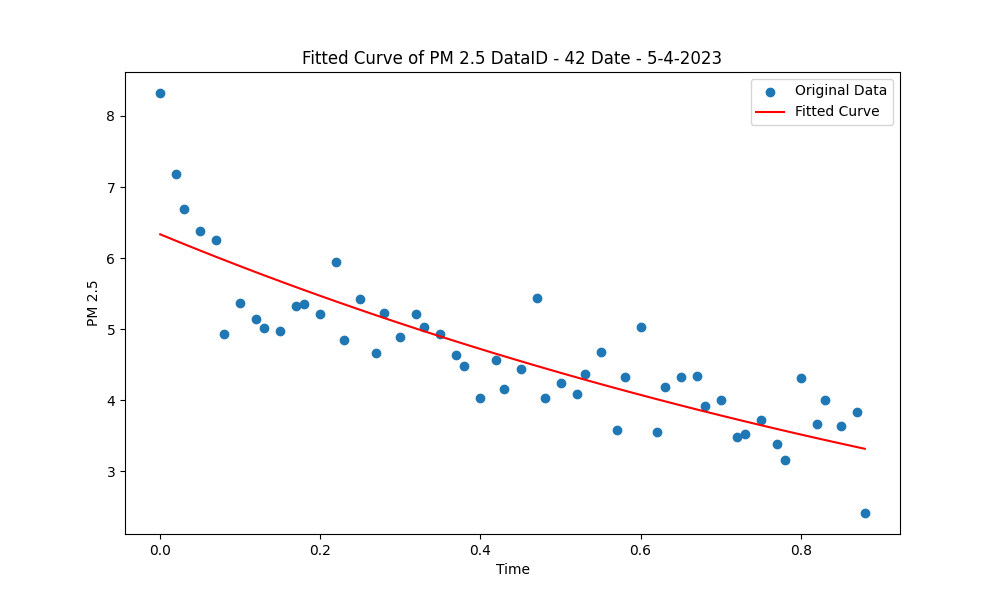 Fitted Curve of PM 2.5 DataID - 42 Date - 5-4-2023
Original Data
Fitted Curve
PM 2.5
8
7
6
5
4
3
0.0 0.2 0.4 0.6 0.8
Time